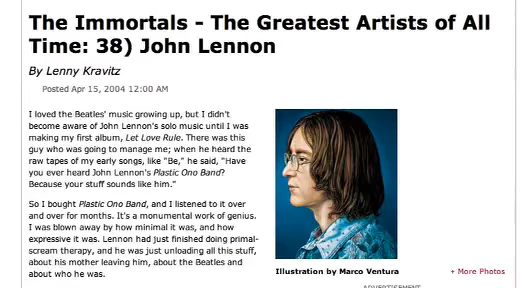 The Immortals - The Greatest Artists of All
Time: 38) John Lennon
By Lenny Kravitz
Posted Apr 15, 2004 12:00 AM
I loved the Beatles' music growing up, but I didn't
become aware of John Lennon's solo music until I was
making my first album, Let Love Rule. There was this
guy who was going to manage me; when he heard the
raw tapes of my early songs, like "Be," he said, "Have
you ever heard John Lennon's Plastic Ono Band?
Because your stuff sounds like him."
So I bought Plastic Ono Band, and I listened to it over
and over for months. It's a monumental work of genius.
I was blown away by how minimal it was, and how
expressive it was. Lennon had just finished doing primal-
scream therapy, and he was just unloading all this stuff,
about his mother leaving him, about the Beatles and
about who he was.
Illustration by Marco Ventura
+ More Photos
ADVERTISEMENT